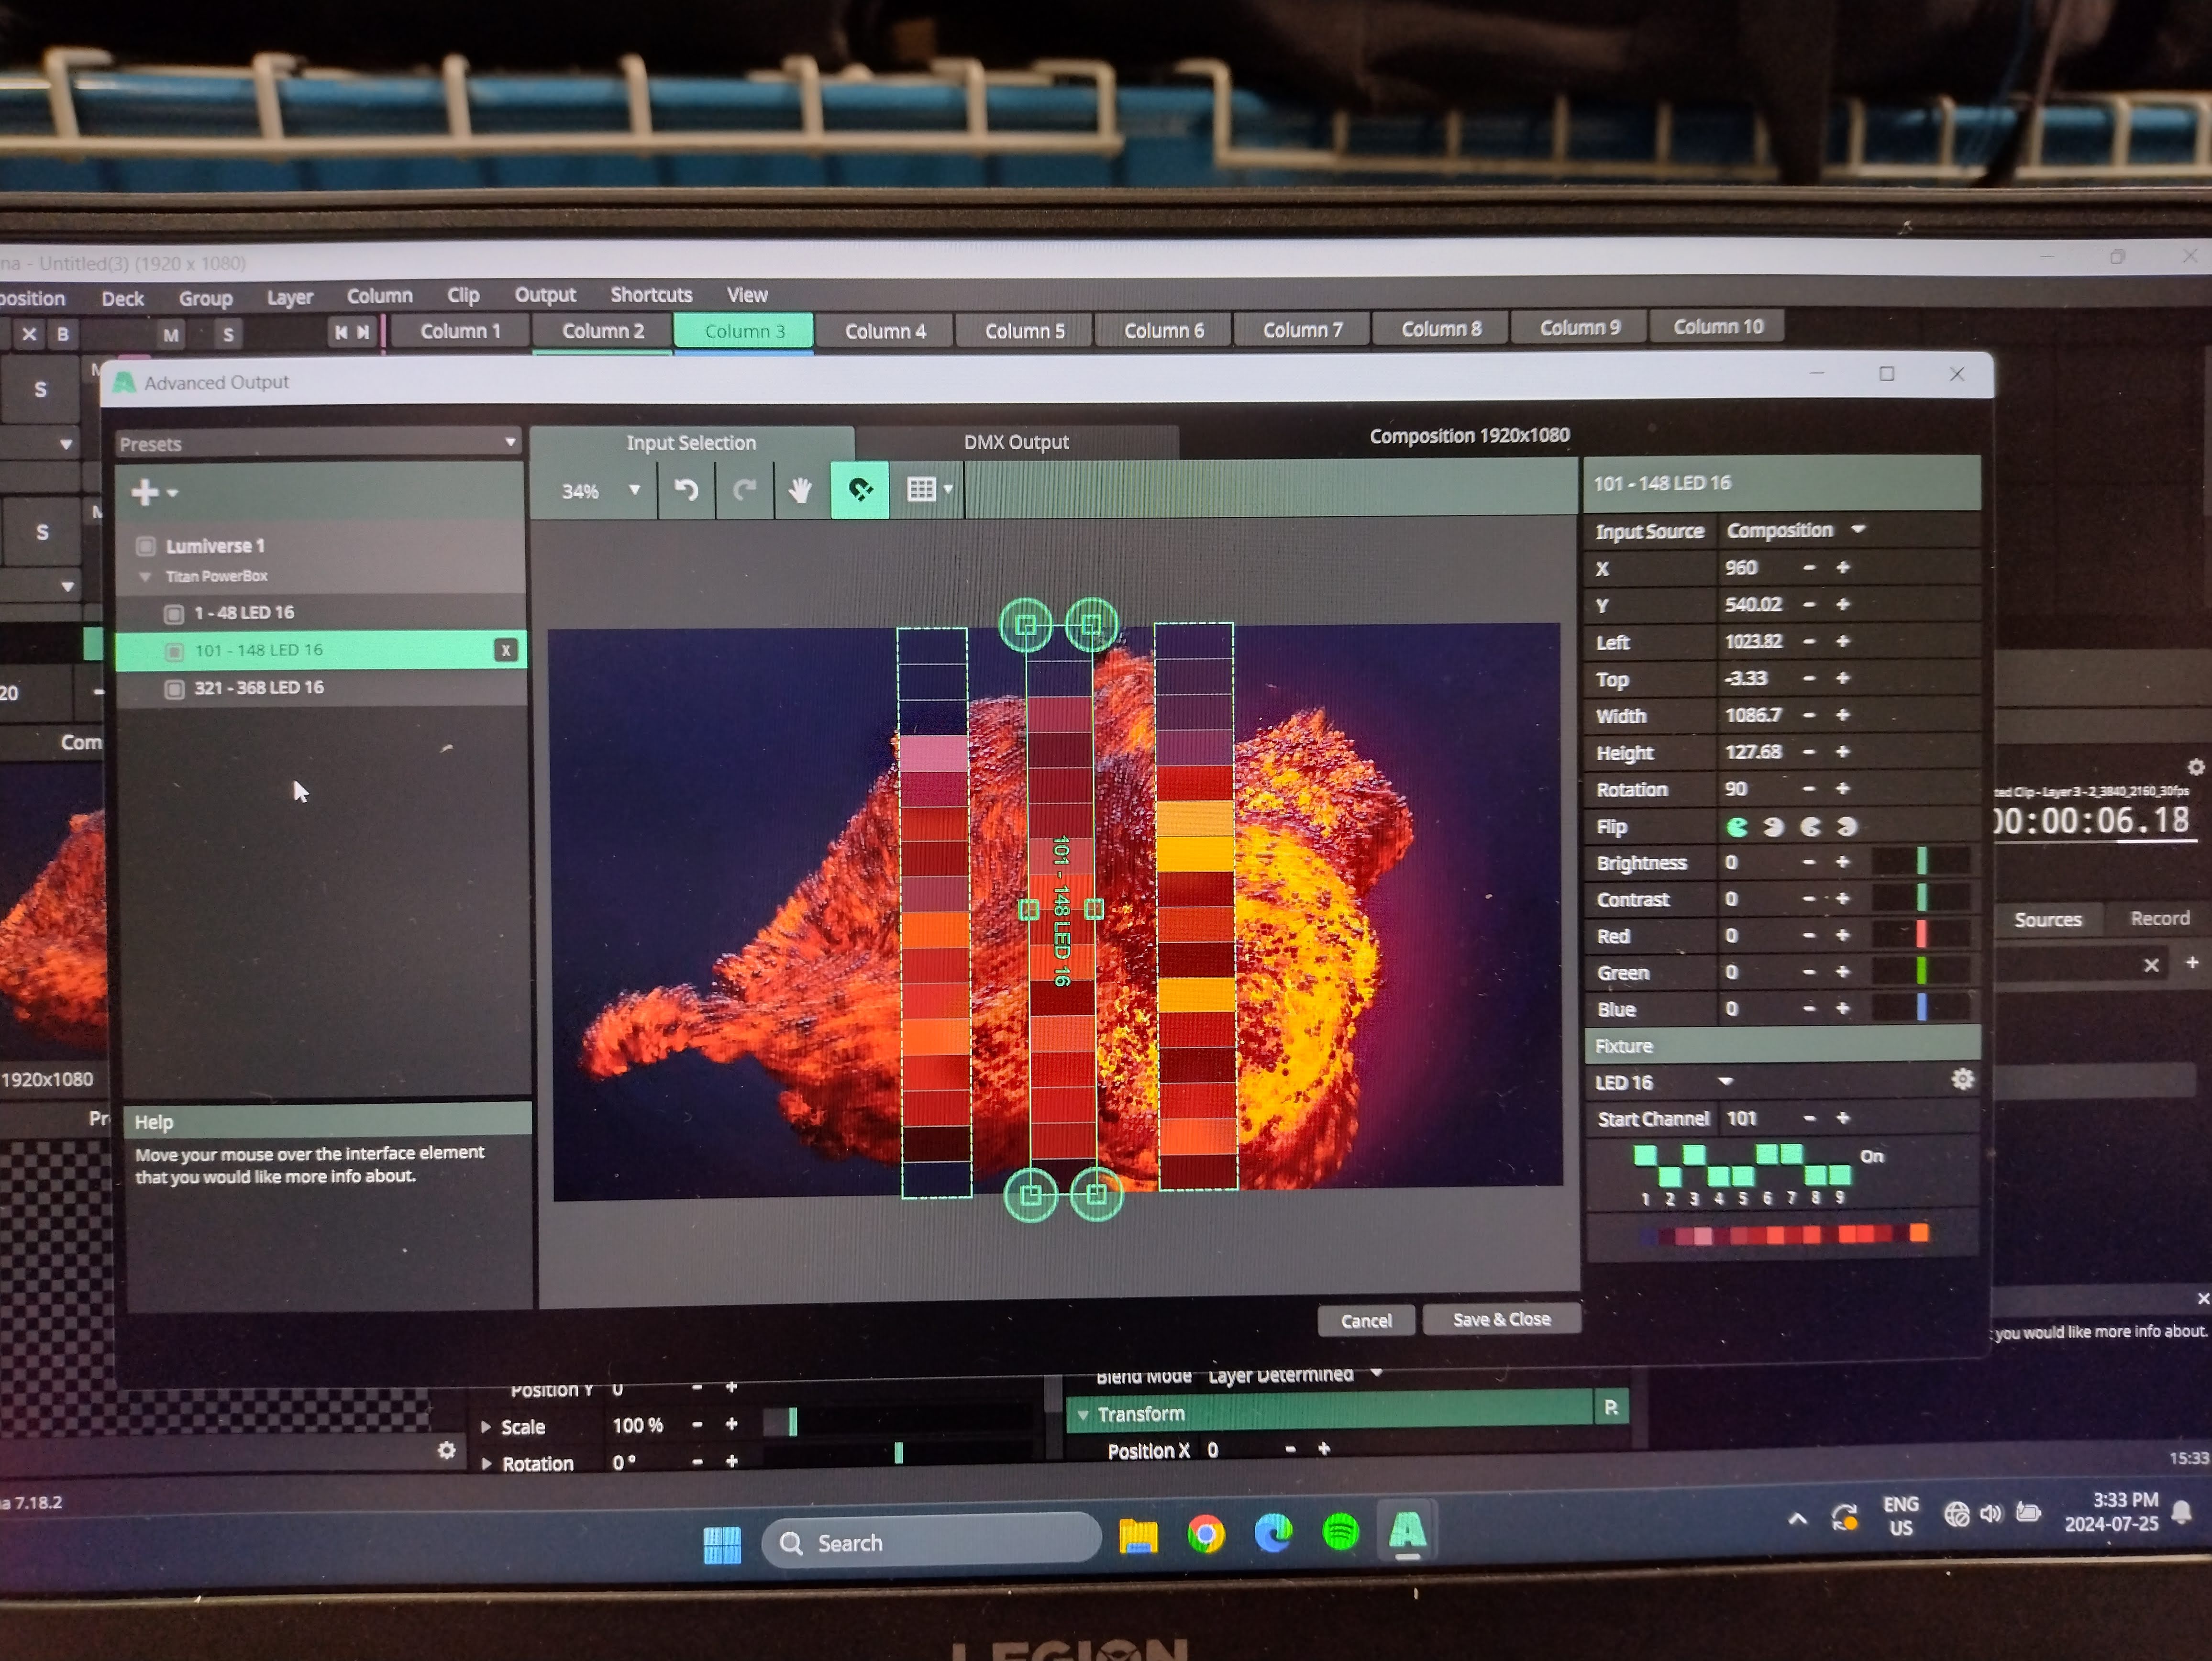 na - Untitled(3) (1920 x 1080)
position Deck Group Layer Column Clip Output Shortcuts View
X B M S Column 1 Column 2 Column 3 Column 4 Column 5 Column 6 Column 7 Column 8 Column 9 Column 10
S
S
Advanced Output
Presets
Input Selection DMX Output Composition 1920x1080
34%
Lumiverse 1
Titan PowerBox
1 - 48 LED 16
101 - 148 LED 16 X
321 - 368 LED 16
101 - 148 LED 16
101 - 148 LED 16
Input Source Composition
X 960 - +
Y 540.02 - +
Left 1023.82 - +
Top -3.33 - +
Width 1086.7 - +
Height 127.68 - +
Rotation 90 - +
Flip
Brightness 0 - +
Contrast 0 - +
Red 0 - +
Green 0 - +
Blue 0 - +
Fixture
LED 16
Start Channel 101 - +
On
1 2 3 4 5 6 7 8 9
Help
Move your mouse over the interface element
that you would like more info about.
Cancel Save & Close
20 -
Com
1920x1080
Pr
ted Clip - Layer 3 - 2_3840_2160_30fps
00:00:06.18
Sources Record
you would like more info about.
Position Y 0 - +
Scale 100 % - +
Rotation 0 ° - +
Blend Mode Layer Determined
Transform R
Position X 0 - +
15:33
a 7.18.2
Search
ENG
US
3:33 PM
2024-07-25
LEGION